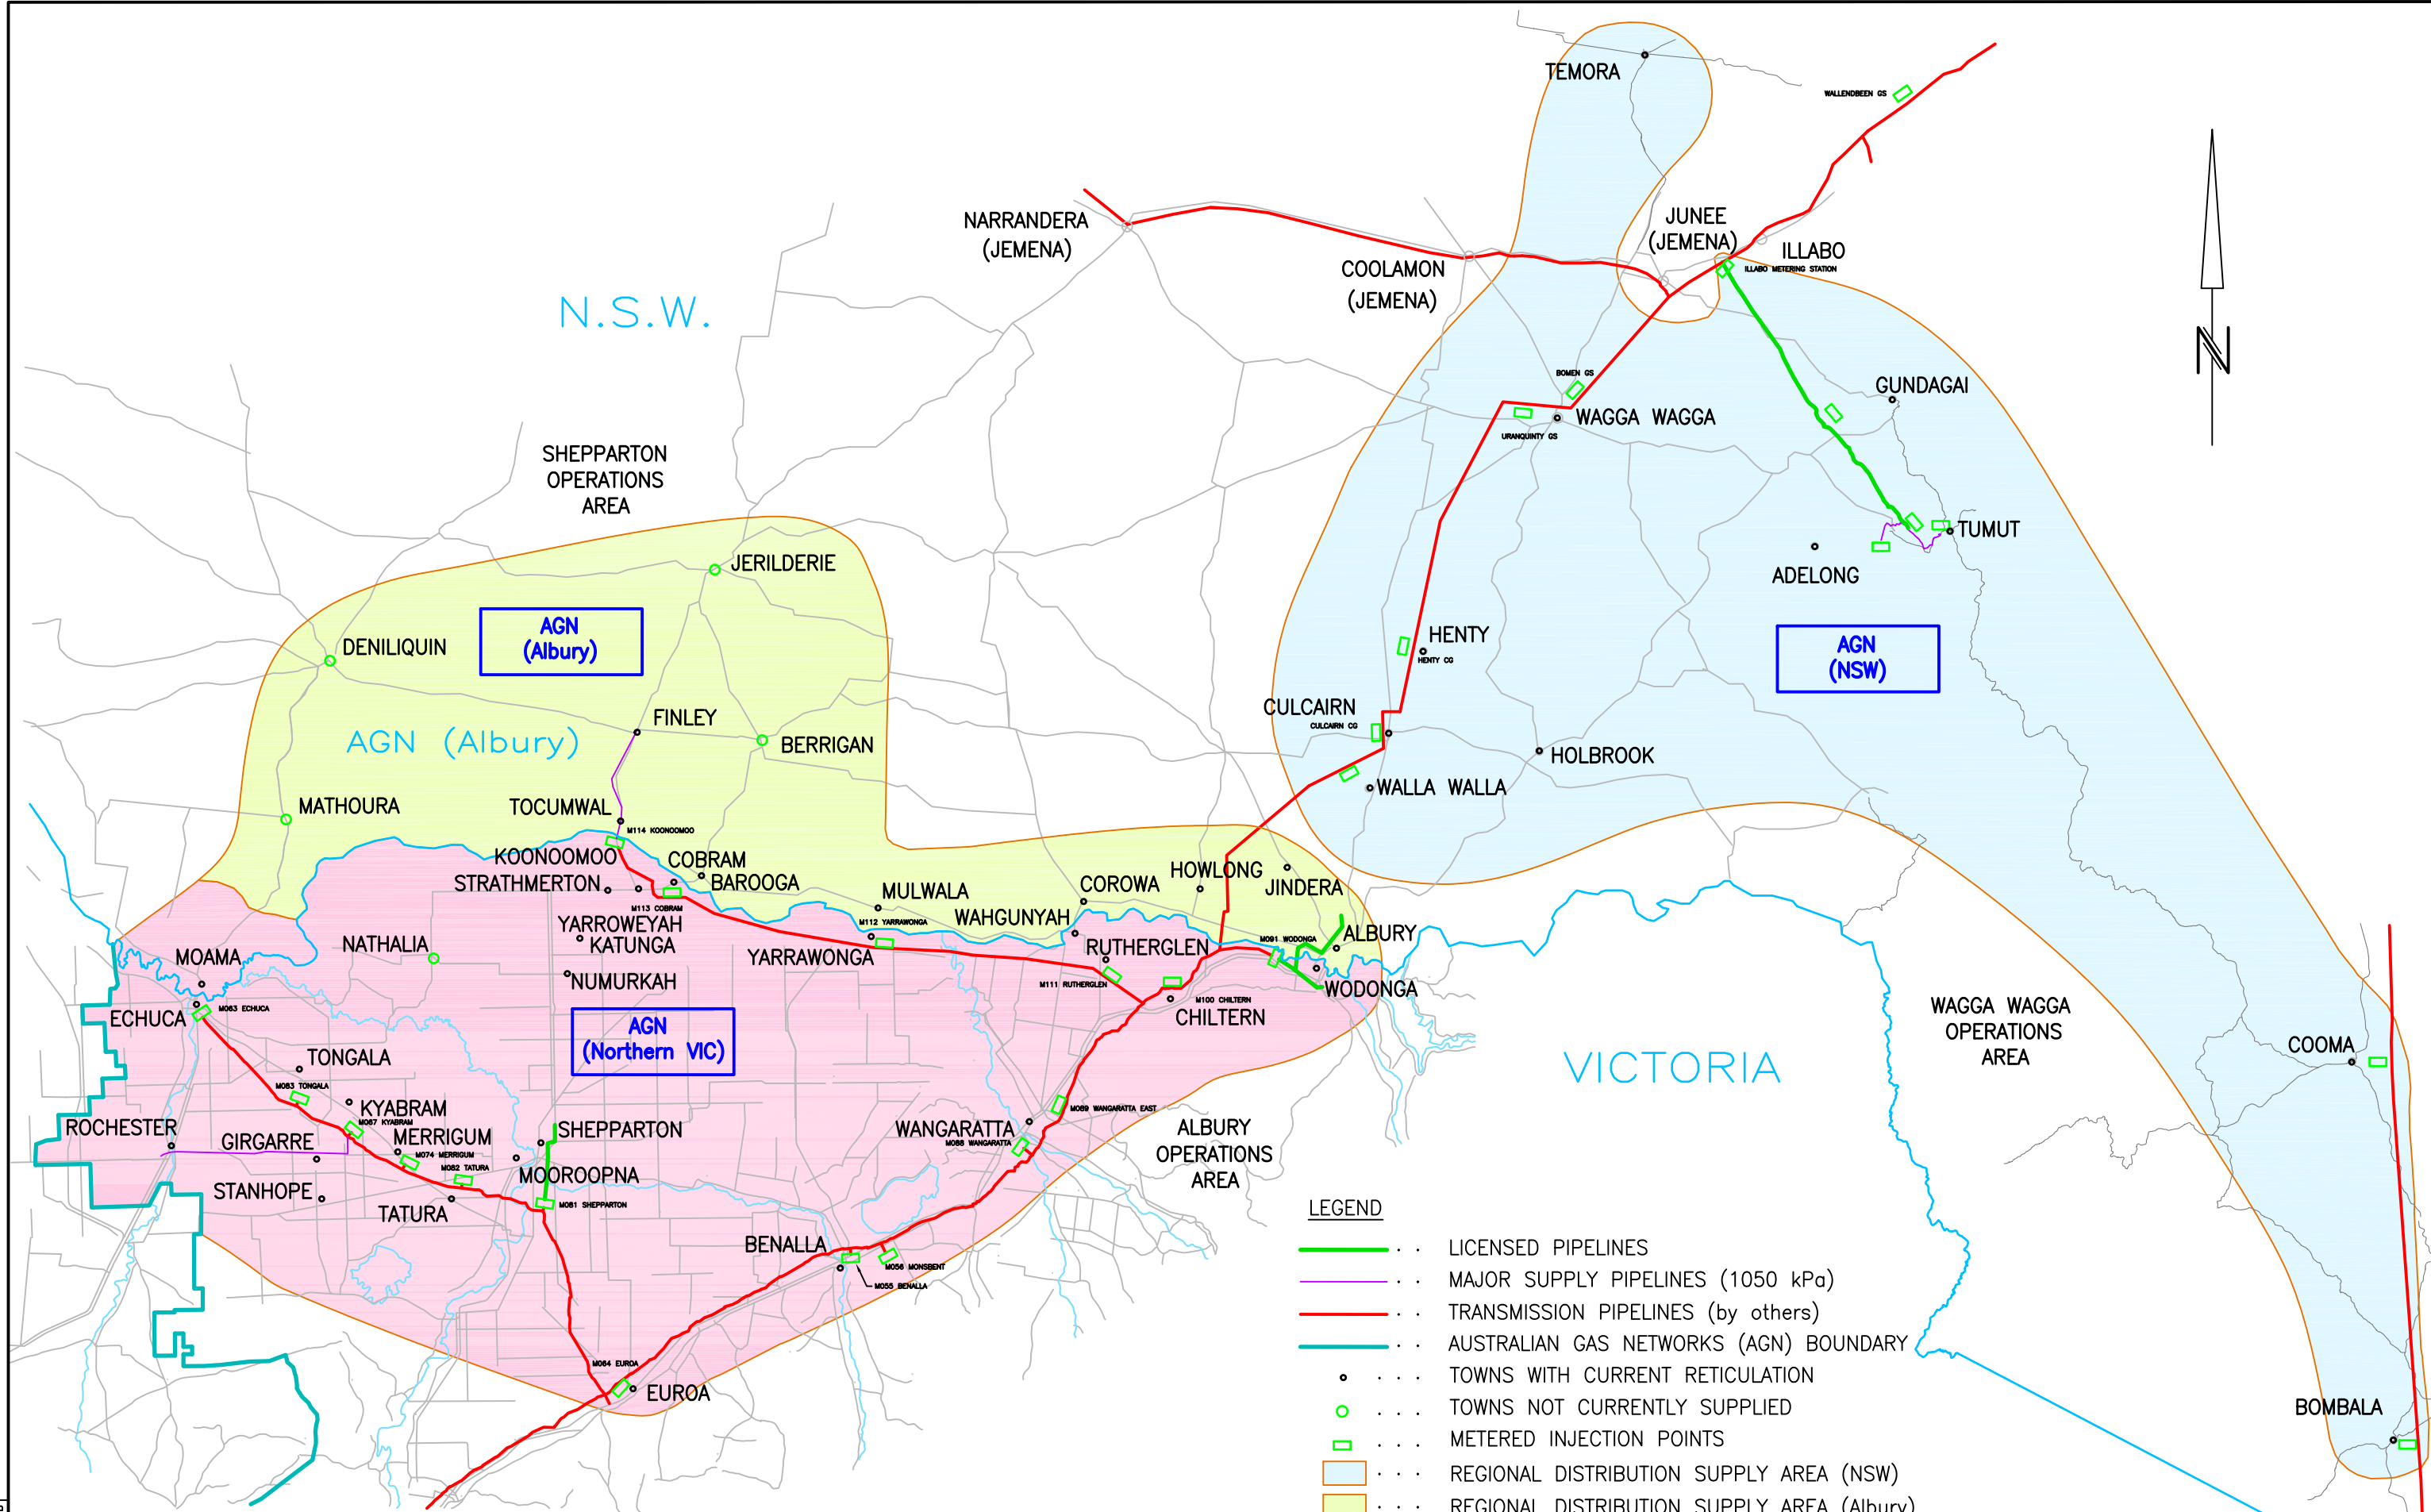 TEMORA
WALLENDBEEN GS
NARRANDERA
(JEMENA)
JUNEE
(JEMENA)
ILLABO
ILLABO METERING STATION
COOLAMON
(JEMENA)
N.S.W.
N
BOMEN GS
GUNDAGAI
WAGGA WAGGA
URANQUINTY GS
SHEPPARTON
OPERATIONS
AREA
TUMUT
JERILDERIE
ADELONG
AGN
(Albury)
DENILIQUIN
HENTY
HENTY CG
AGN
(NSW)
FINLEY
CULCAIRN
CULCAIRN CG
AGN (Albury)
BERRIGAN
HOLBROOK
WALLA WALLA
MATHOURA
TOCUMWAL
M114 KOONOOMOO
KOONOOMOO
COBRAM
STRATHMERTON
BAROOGA
HOWLONG
JINDERA
MULWALA
COROWA
M113 COBRAM
YARROWEYAH
M112 YARRAWONGA
WAHGUNYAH
NATHALIA
KATUNGA
YARRAWONGA
RUTHERGLEN
M091 WODONGA
ALBURY
MOAMA
NUMURKAH
M111 RUTHERGLEN
WODONGA
M100 CHILTERN
CHILTERN
ECHUCA
M063 ECHUCA
AGN
(Northern VIC)
WAGGA WAGGA
OPERATIONS
AREA
COOMA
VICTORIA
TONGALA
M083 TONGALA
KYABRAM
M067 KYABRAM
M089 WANGARATTA EAST
ROCHESTER
GIRGARRE
MERRIGUM
M074 MERRIGUM
SHEPPARTON
WANGARATTA
M088 WANGARATTA
ALBURY
OPERATIONS
AREA
M082 TATURA
MOOROOPNA
STANHOPE
TATURA
M081 SHEPPARTON
BENALLA
M056 MONSBENT
M055 BENALLA
M064 EUROA
EUROA
BOMBALA
LEGEND
LICENSED PIPELINES
MAJOR SUPPLY PIPELINES (1050 kPa)
TRANSMISSION PIPELINES (by others)
AUSTRALIAN GAS NETWORKS (AGN) BOUNDARY
TOWNS WITH CURRENT RETICULATION
TOWNS NOT CURRENTLY SUPPLIED
METERED INJECTION POINTS
REGIONAL DISTRIBUTION SUPPLY AREA (NSW)
REGIONAL DISTRIBUTION SUPPLY AREA (Albury)